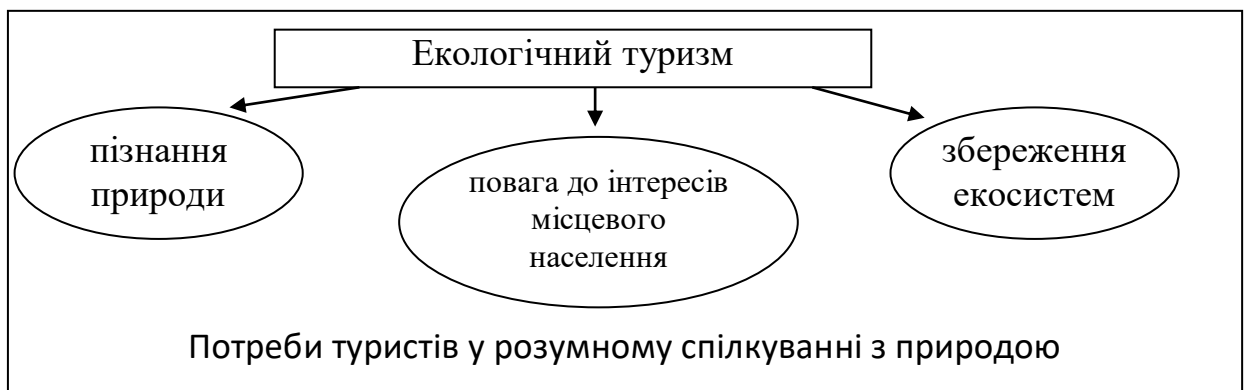 Екологічний туризм
пізнання
природи
повага до інтересів
місцевого
населення
збереження
екосистем
Потреби туристів у розумному спілкуванні з природою